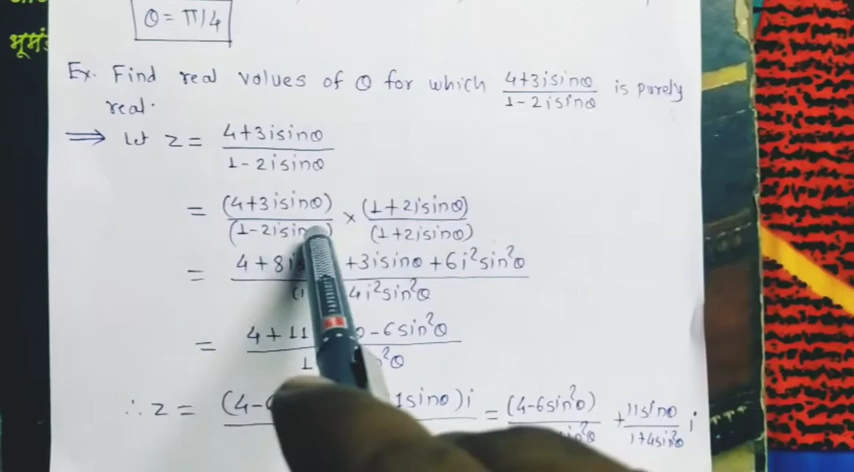 भूमं
θ = π/4
Ex. Find real values of θ for which (4+3isinθ)/(1-2isinθ) is purely
real.
⟹ Let z = (4+3isinθ)/(1-2isinθ)
= (4+3isinθ)/(1-2isin) × (1+2isinθ)/(1+2isinθ)
= 4+8i +3isinθ+6i²sin²θ / 4i²sin²θ
= 4+11 -6sin²θ / 1 θ
∴ z = (4- 1sinθ)i = (4-6sin²θ)/ sin²θ + 11sinθ/1+4sin²θ i